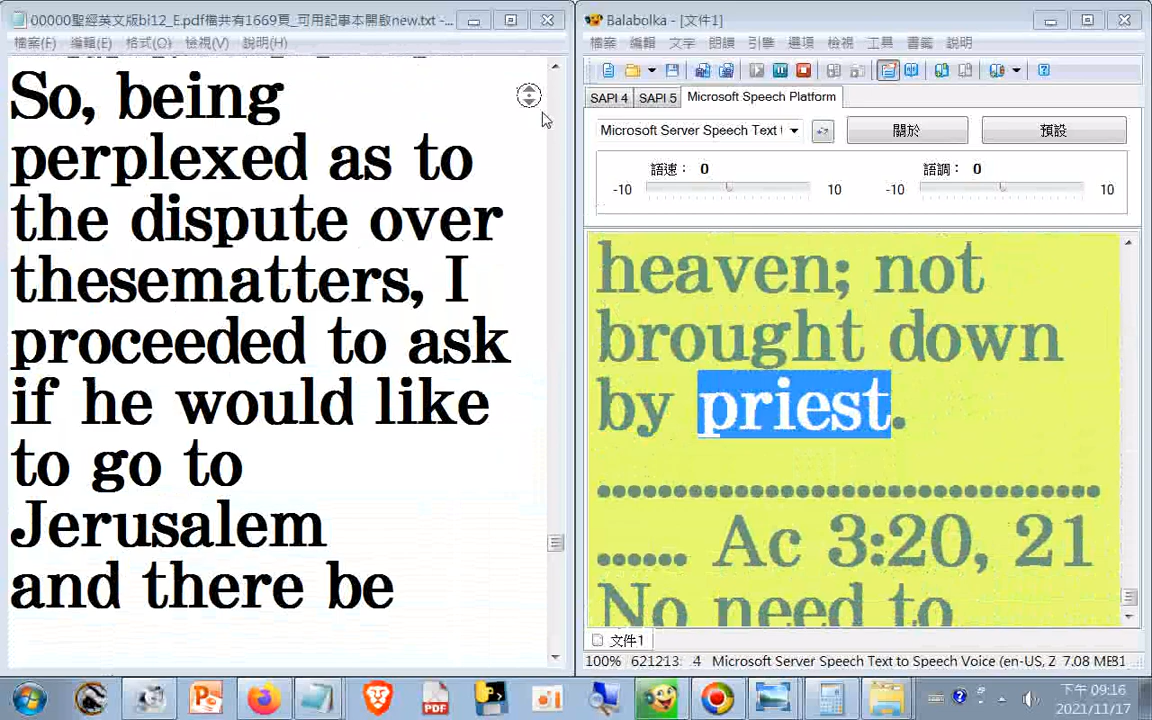 00000聖經英文版bi12_E.pdf檔共有1669頁_可用記事本開啟new.txt -...
檔案(F) 編輯(E) 格式(O) 檢視(V) 說明(H)
So, being
perplexed as to
the dispute over
thesematters, I
proceeded to ask
if he would like
to go to
Jerusalem
and there be
Balabolka - [文件1]
檔案 編輯 文字 朗讀 引擎 選項 檢視 工具 書籤 說明
SAPI 4 SAPI 5 Microsoft Speech Platform
Microsoft Server Speech Text t 關於 預設
語速： 0 語調： 0
-10 10 -10 10
heaven; not
brought down
by priest.
.................................
...... Ac 3:20, 21
No need to
文件1
100% 621213 4 Microsoft Server Speech Text to Speech Voice (en-US, Z 7.08 MB
下午 09:16
2021/11/17